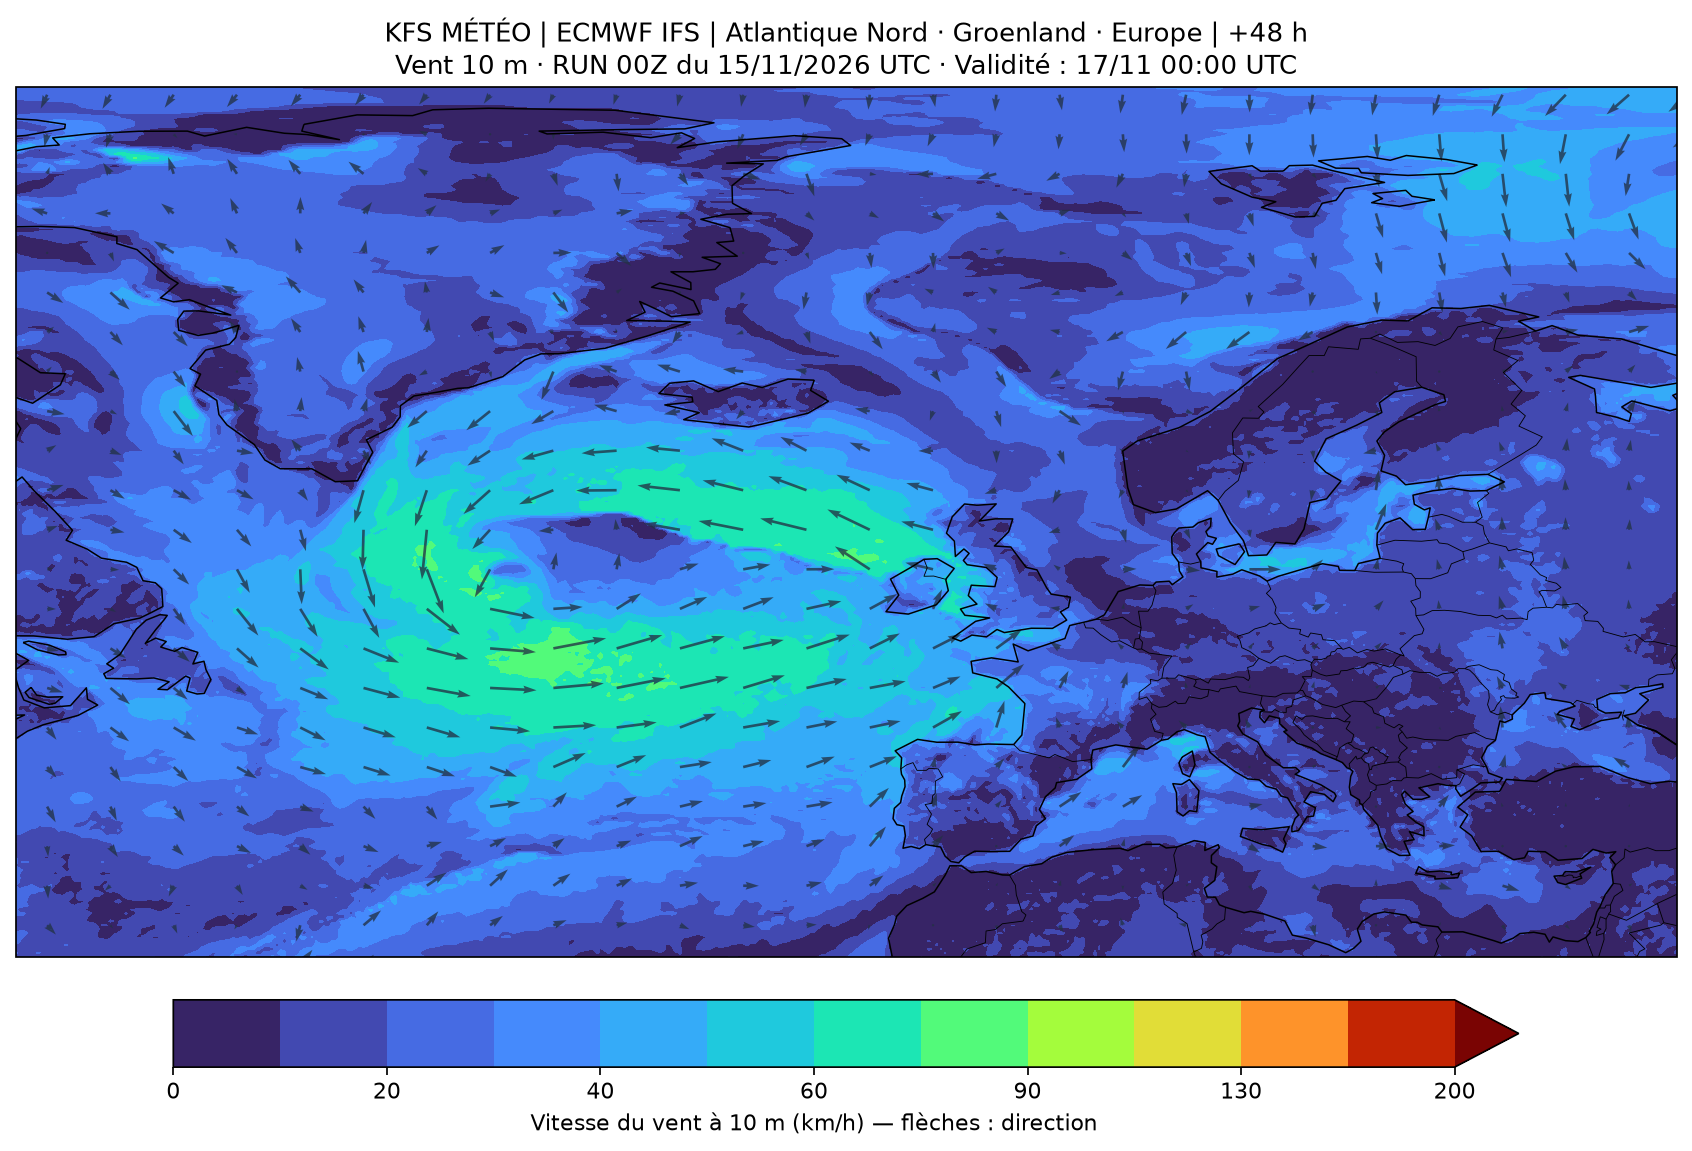 KFS MÉTÉO | ECMWF IFS | Atlantique Nord · Groenland · Europe | +48 h
Vent 10 m · RUN 00Z du 15/11/2026 UTC · Validité : 17/11 00:00 UTC
0 20 40 60 90 130 200
Vitesse du vent à 10 m (km/h) — flèches : direction